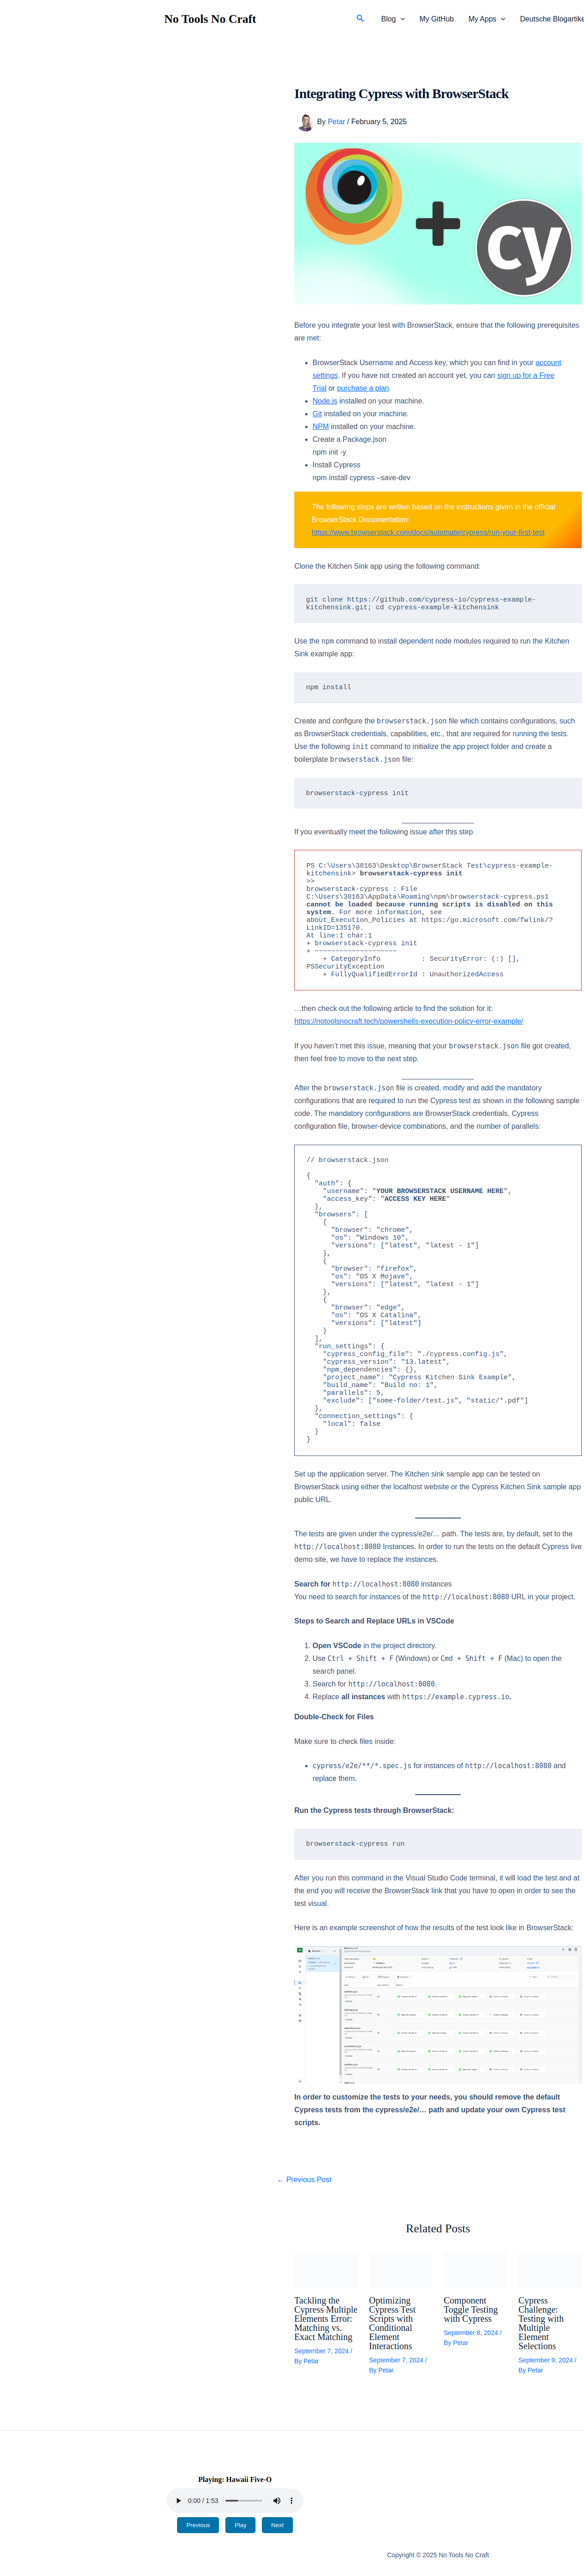 No Tools No Craft
Blog
My GitHub
My Apps
Deutsche Blogartike
Integrating Cypress with BrowserStack
By Petar / February 5, 2025
cy
Before you integrate your test with BrowserStack, ensure that the following prerequisites
are met:
• BrowserStack Username and Access key, which you can find in your account
settings. If you have not created an account yet, you can sign up for a Free
Trial or purchase a plan.
• Node.js installed on your machine.
• Git installed on your machine.
• NPM installed on your machine.
• Create a Package.json
npm init -y
• Install Cypress
npm install cypress –save-dev
The following steps are written based on the instructions given in the official
BrowserStack Documentation:
https://www.browserstack.com/docs/automate/cypress/run-your-first-test
Clone the Kitchen Sink app using the following command:
git clone https://github.com/cypress-io/cypress-example-
kitchensink.git; cd cypress-example-kitchensink
Use the npm command to install dependent node modules required to run the Kitchen
Sink example app:
npm install
Create and configure the browserstack.json file which contains configurations, such
as BrowserStack credentials, capabilities, etc., that are required for running the tests.
Use the following init command to initialize the app project folder and create a
boilerplate browserstack.json file:
browserstack-cypress init
If you eventually meet the following issue after this step
PS C:\Users\38163\Desktop\BrowserStack Test\cypress-example-
kitchensink> browserstack-cypress init
>>
browserstack-cypress : File
C:\Users\38163\AppData\Roaming\npm\browserstack-cypress.ps1
cannot be loaded because running scripts is disabled on this
system. For more information, see
about_Execution_Policies at https:/go.microsoft.com/fwlink/?
LinkID=135170.
At line:1 char:1
+ browserstack-cypress init
+ ~~~~~~~~~~~~~~~~~~~~
+ CategoryInfo : SecurityError: (:) [],
PSSecurityException
+ FullyQualifiedErrorId : UnauthorizedAccess
…then check out the following article to find the solution for it:
https://notoolsnocraft.tech/powershells-execution-policy-error-example/
If you haven’t met this issue, meaning that your browserstack.json file got created,
then feel free to move to the next step.
After the browserstack.json file is created, modify and add the mandatory
configurations that are required to run the Cypress test as shown in the following sample
code. The mandatory configurations are BrowserStack credentials, Cypress
configuration file, browser-device combinations, and the number of parallels:
// browserstack.json
{
"auth": {
"username": "YOUR BROWSERSTACK USERNAME HERE",
"access_key": "ACCESS KEY HERE"
},
"browsers": [
{
"browser": "chrome",
"os": "Windows 10",
"versions": ["latest", "latest - 1"]
},
{
"browser": "firefox",
"os": "OS X Mojave",
"versions": ["latest", "latest - 1"]
},
{
"browser": "edge",
"os": "OS X Catalina",
"versions": ["latest"]
}
],
"run_settings": {
"cypress_config_file": "./cypress.config.js",
"cypress_version": "13.latest",
"npm_dependencies": {},
"project_name": "Cypress Kitchen Sink Example",
"build_name": "Build no: 1",
"parallels": 5,
"exclude": ["some-folder/test.js", "static/*.pdf"]
},
"connection_settings": {
"local": false
}
}
Set up the application server. The Kitchen sink sample app can be tested on
BrowserStack using either the localhost website or the Cypress Kitchen Sink sample app
public URL.
The tests are given under the cypress/e2e/… path. The tests are, by default, set to the
http://localhost:8080 Instances. In order to run the tests on the default Cypress live
demo site, we have to replace the instances.
Search for http://localhost:8080 instances
You need to search for instances of the http://localhost:8080 URL in your project.
Steps to Search and Replace URLs in VSCode
1. Open VSCode in the project directory.
2. Use Ctrl + Shift + F (Windows) or Cmd + Shift + F (Mac) to open the
search panel.
3. Search for http://localhost:8080.
4. Replace all instances with https://example.cypress.io.
Double-Check for Files
Make sure to check files inside:
• cypress/e2e/**/*.spec.js for instances of http://localhost:8080 and
replace them.
Run the Cypress tests through BrowserStack:
browserstack-cypress run
After you run this command in the Visual Studio Code terminal, it will load the test and at
the end you will receive the BrowserStack link that you have to open in order to see the
test visual.
Here is an example screenshot of how the results of the test look like in BrowserStack:
In order to customize the tests to your needs, you should remove the default
Cypress tests from the cypress/e2e/… path and update your own Cypress test
scripts.
← Previous Post
Related Posts
Tackling the
Cypress Multiple
Elements Error:
Matching vs.
Exact Matching
September 7, 2024 /
By Petar
Optimizing
Cypress Test
Scripts with
Conditional
Element
Interactions
September 7, 2024 /
By Petar
Component
Toggle Testing
with Cypress
September 8, 2024 /
By Petar
Cypress
Challenge:
Testing with
Multiple
Element
Selections
September 9, 2024 /
By Petar
Playing: Hawaii Five-O
0:00 / 1:53
Previous
Play
Next
Copyright © 2025 No Tools No Craft